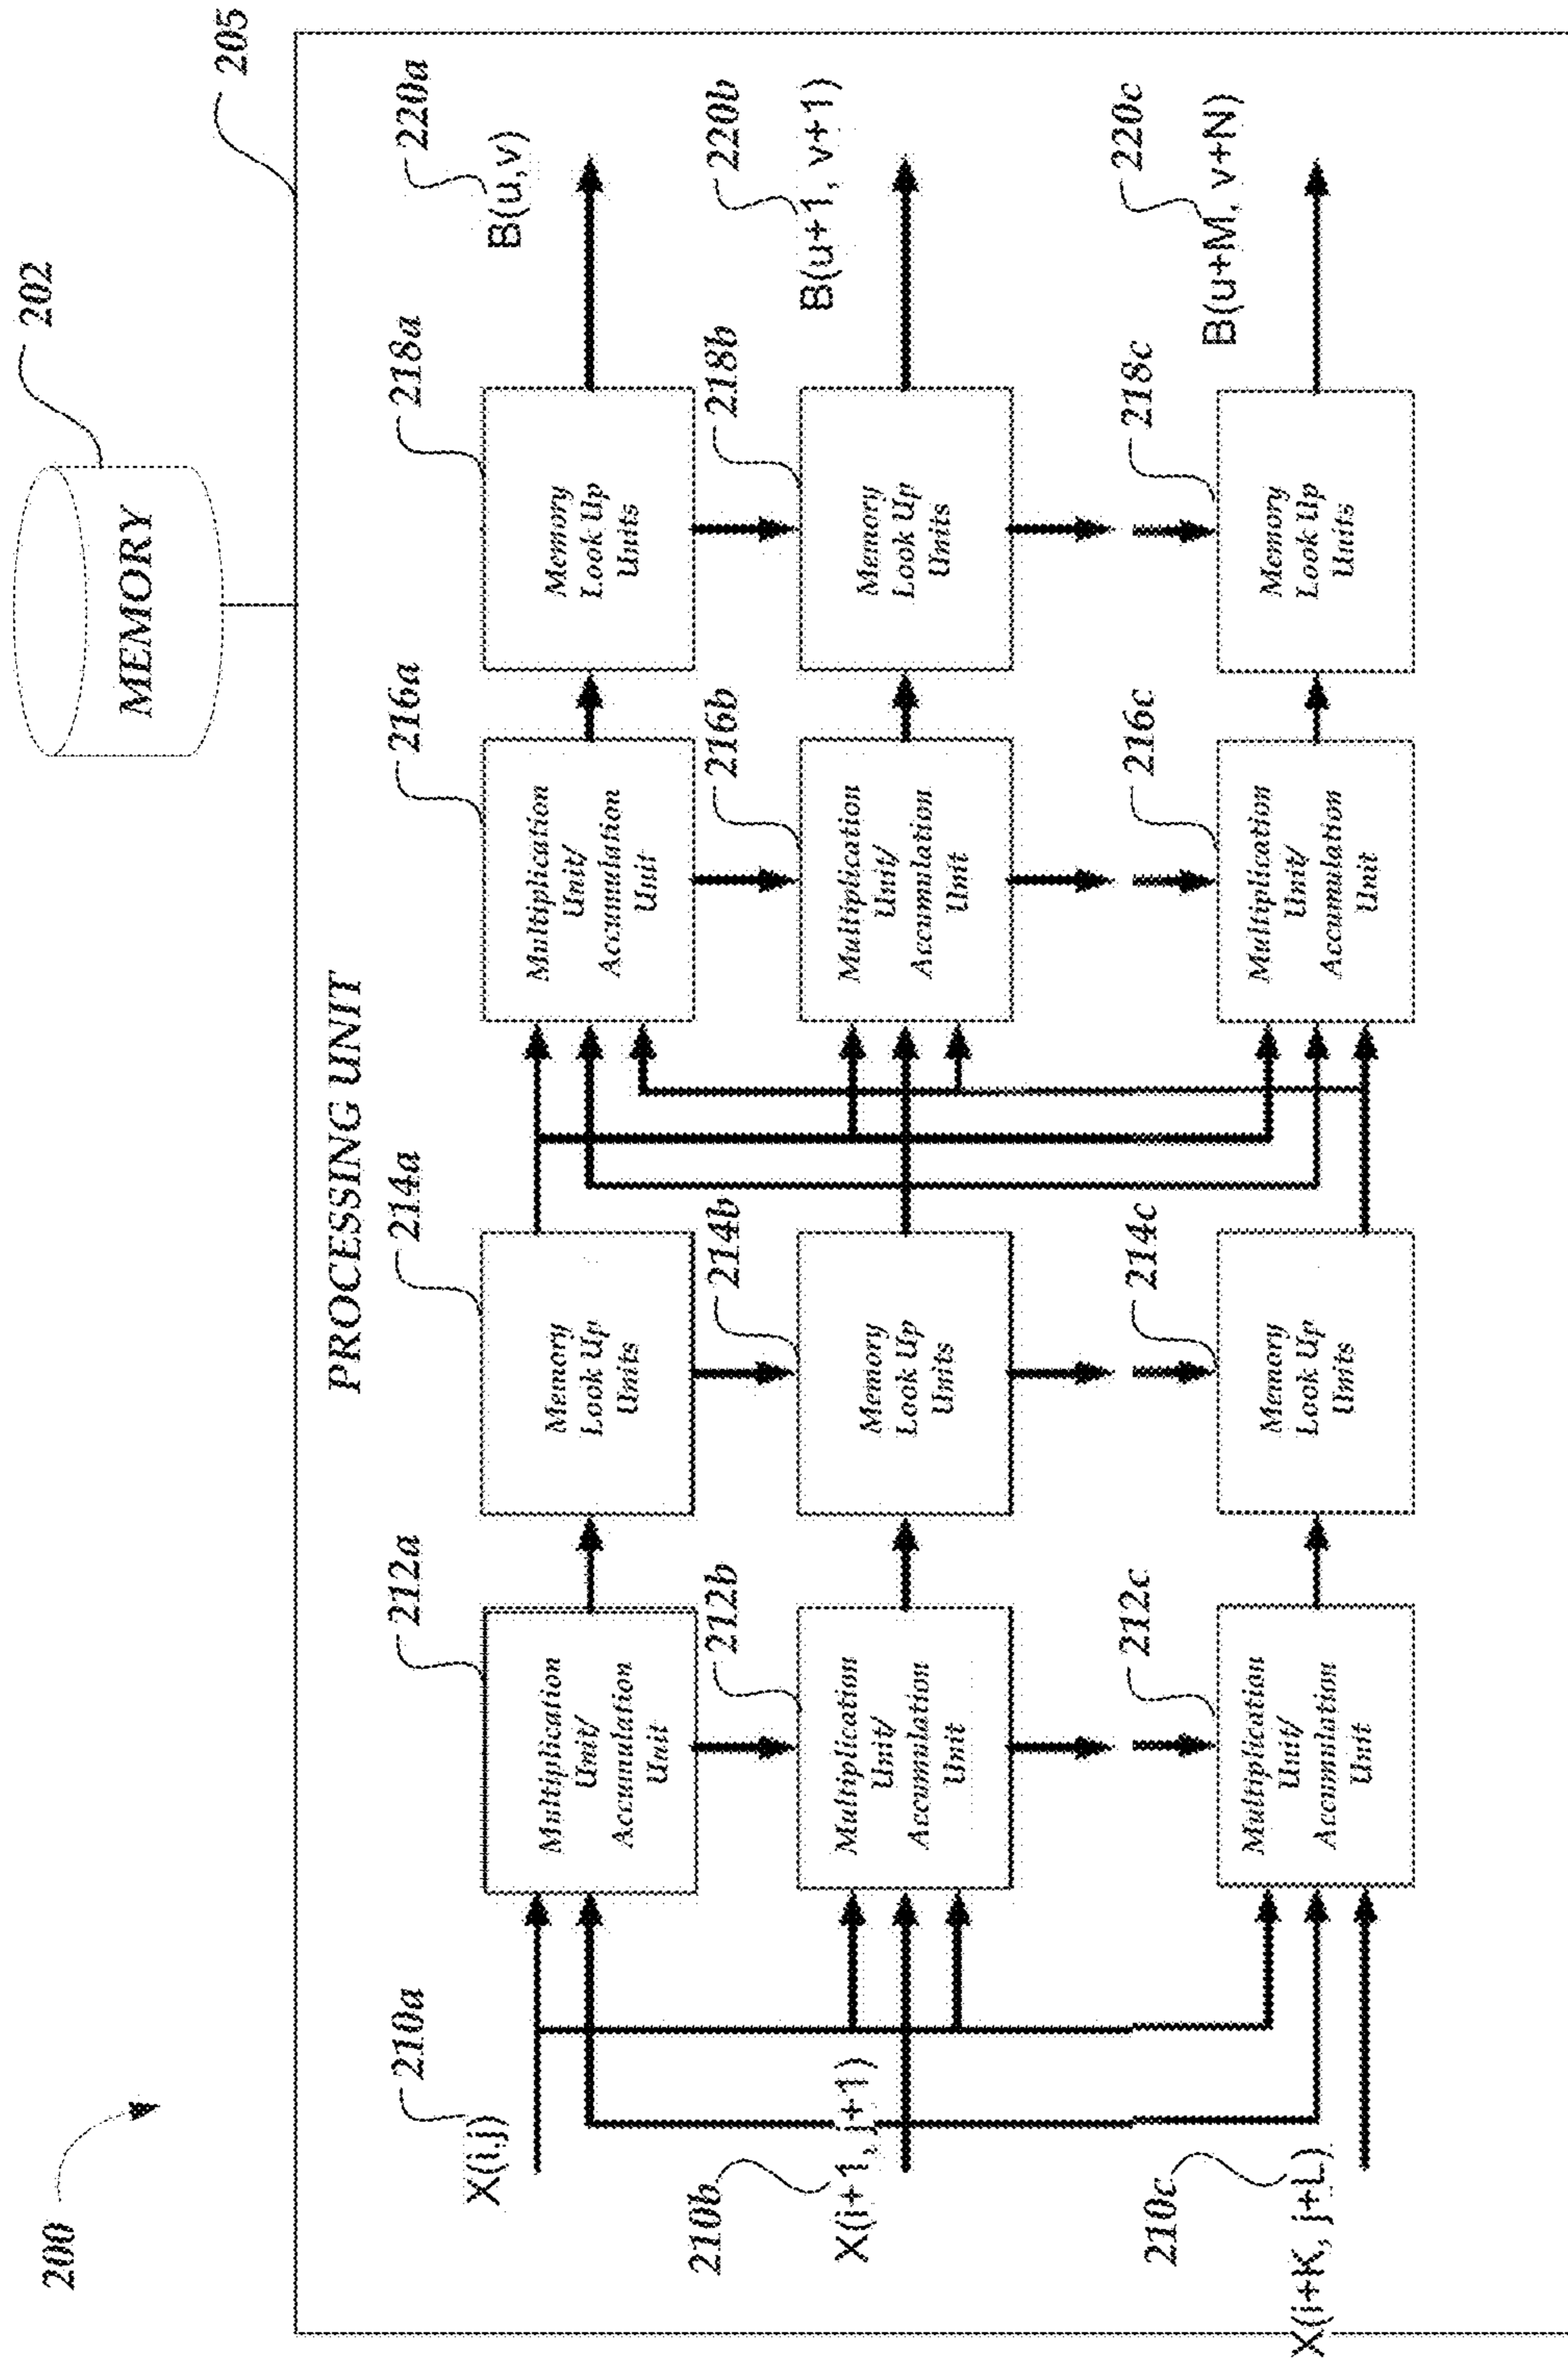 200
MEMORY
202
205
PROCESSING UNIT
210a
X(i,j)
212a
Multiplication
Unit/
Accumulation
Unit
214a
Memory
Look Up
Units
216a
Multiplication
Unit/
Accumulation
Unit
218a
Memory
Look Up
Units
220a
B(u,v)
210b
X(i+1, j+1)
212b
Multiplication
Unit/
Accumulation
Unit
214b
Memory
Look Up
Units
216b
Multiplication
Unit/
Accumulation
Unit
218b
Memory
Look Up
Units
220b
B(u+1, v+1)
210c
X(i+K, j+L)
212c
Multiplication
Unit/
Accumulation
Unit
214c
Memory
Look Up
Units
216c
Multiplication
Unit/
Accumulation
Unit
218c
Memory
Look Up
Units
220c
B(u+M, v+N)